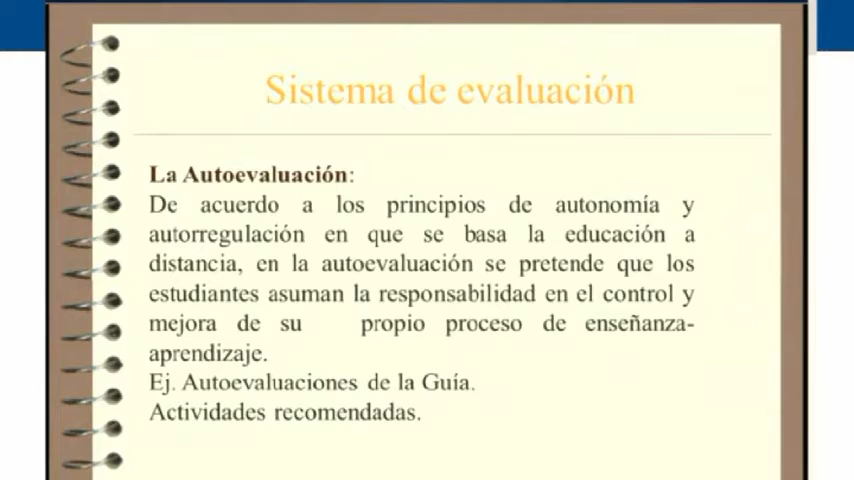 Sistema de evaluación
La Autoevaluación:
De acuerdo a los principios de autonomía y
autorregulación en que se basa la educación a
distancia, en la autoevaluación se pretende que los
estudiantes asuman la responsabilidad en el control y
mejora de su propio proceso de enseñanza-
aprendizaje.
Ej. Autoevaluaciones de la Guía.
Actividades recomendadas.